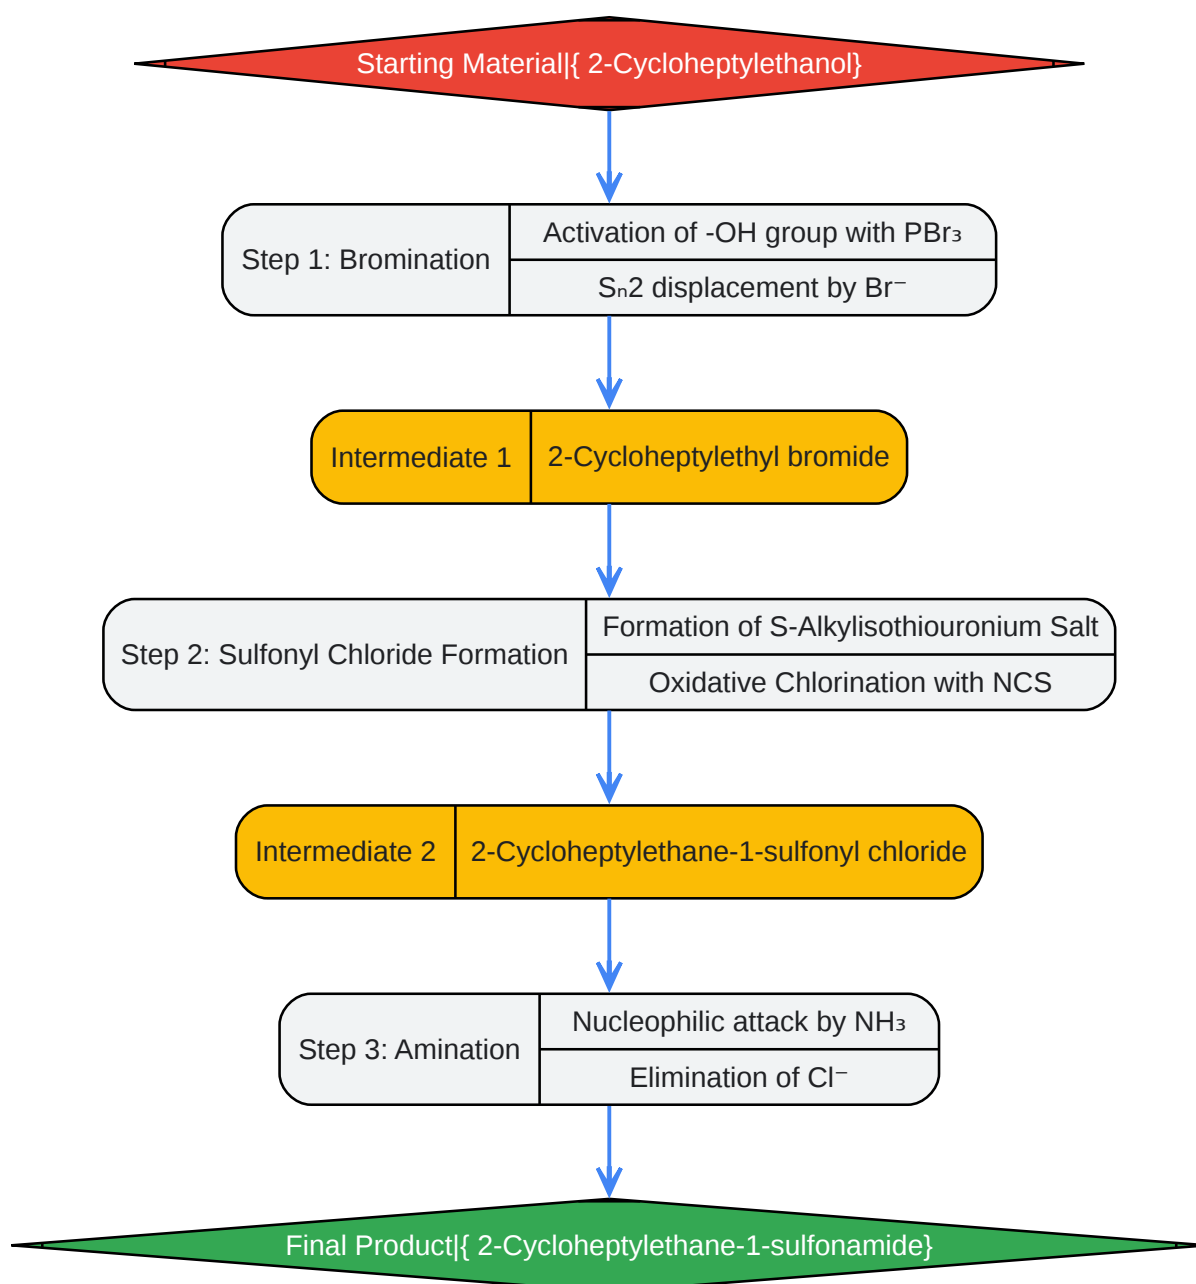 Starting Material|{ 2-Cycloheptylethanol}
Step 1: Bromination
Activation of -OH group with PBr₃
Sₙ2 displacement by Br⁻
Intermediate 1
2-Cycloheptylethyl bromide
Step 2: Sulfonyl Chloride Formation
Formation of S-Alkylisothiouronium Salt
Oxidative Chlorination with NCS
Intermediate 2
2-Cycloheptylethane-1-sulfonyl chloride
Step 3: Amination
Nucleophilic attack by NH₃
Elimination of Cl⁻
Final Product|{ 2-Cycloheptylethane-1-sulfonamide}